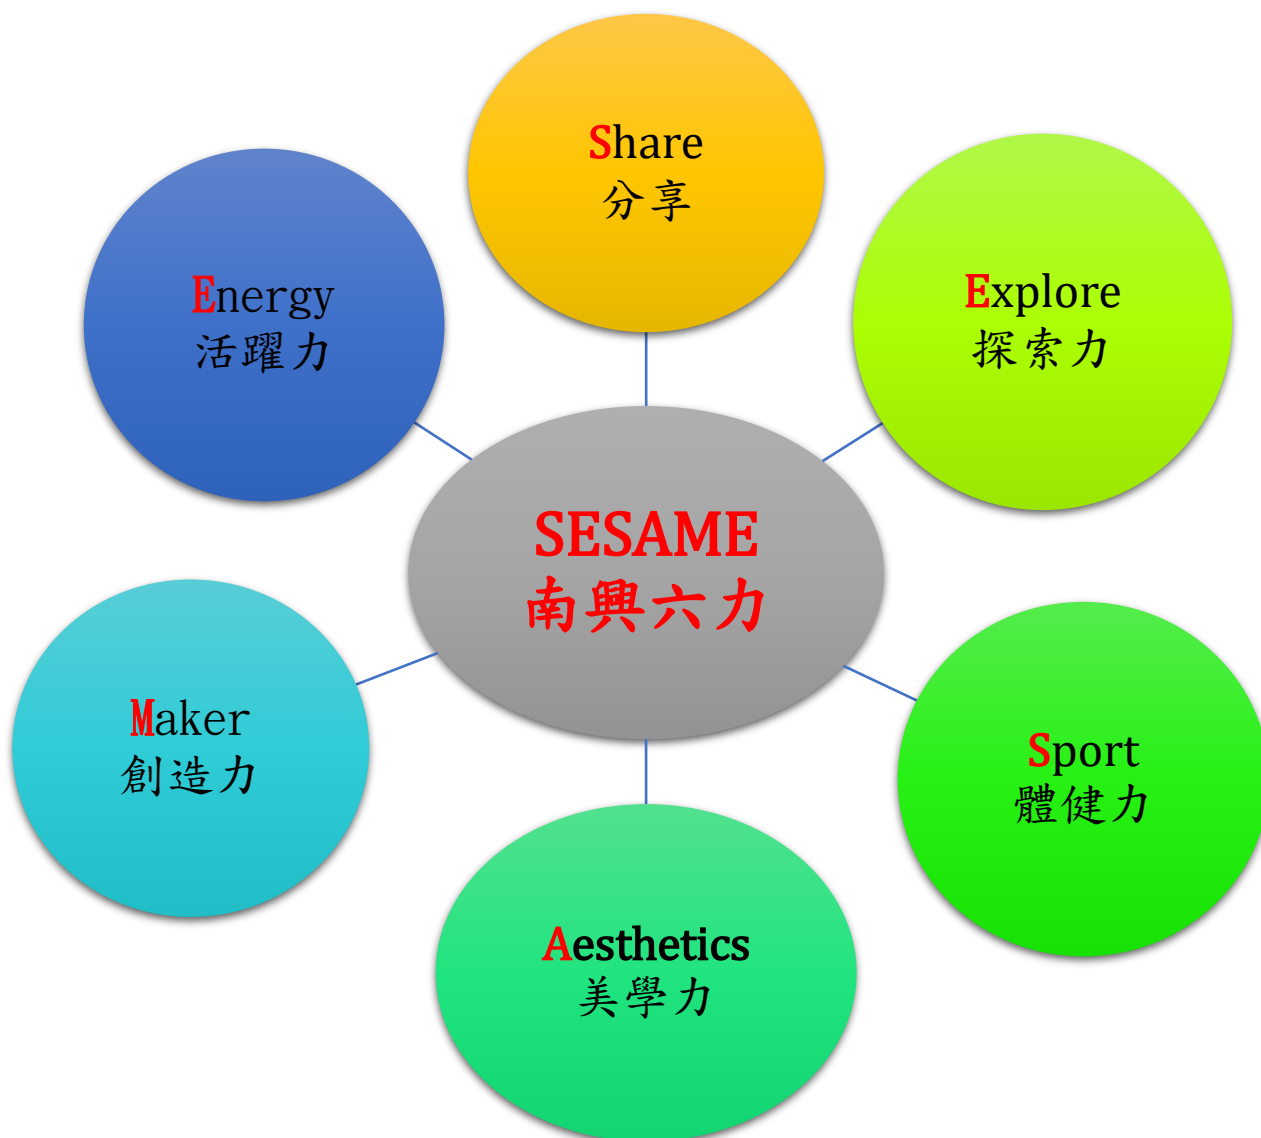 Share
分享
Energy
活躍力
Explore
探索力
SESAME
南興六力
Maker
創造力
Sport
體健力
Aesthetics
美學力